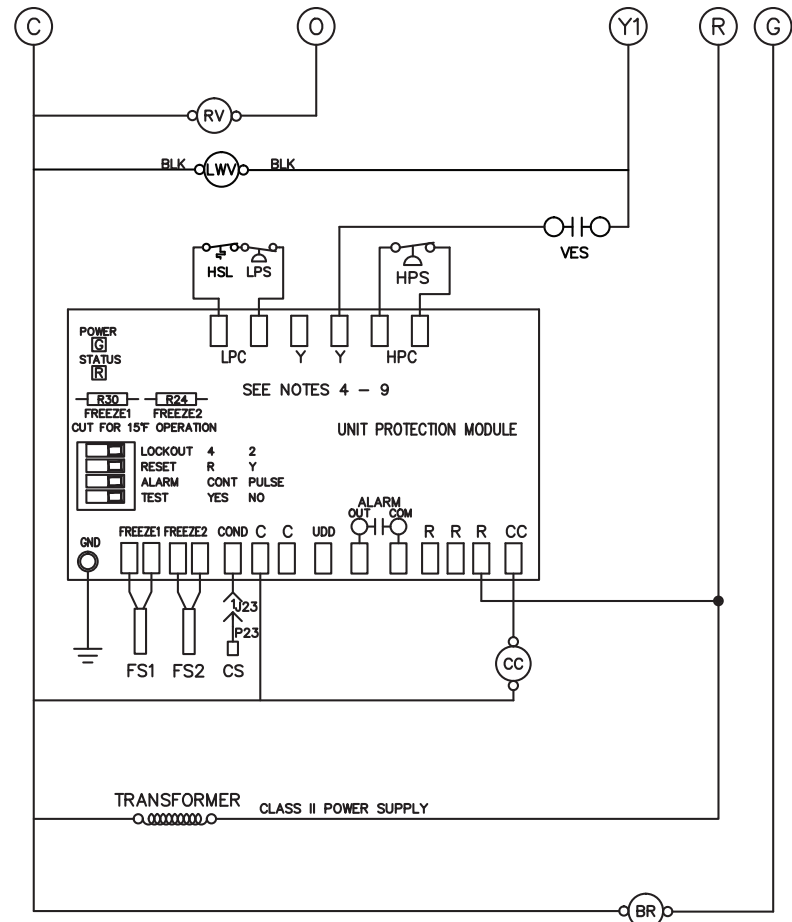 C O Y1 R G
RV
BLK LWV BLK
VES
HSL LPS HPS
POWER
G
STATUS
R
LPC Y Y HPC
R30 R24
FREEZE1 FREEZE2
CUT FOR 15°F OPERATION
SEE NOTES 4 - 9
UNIT PROTECTION MODULE
LOCKOUT 4 2
RESET R Y
ALARM CONT PULSE
TEST YES NO
ALARM
OUT COM
GND FREEZE1 FREEZE2 COND C C UDD R R R CC
J23
P23
FS1 FS2 CS
CC
TRANSFORMER CLASS II POWER SUPPLY
BR